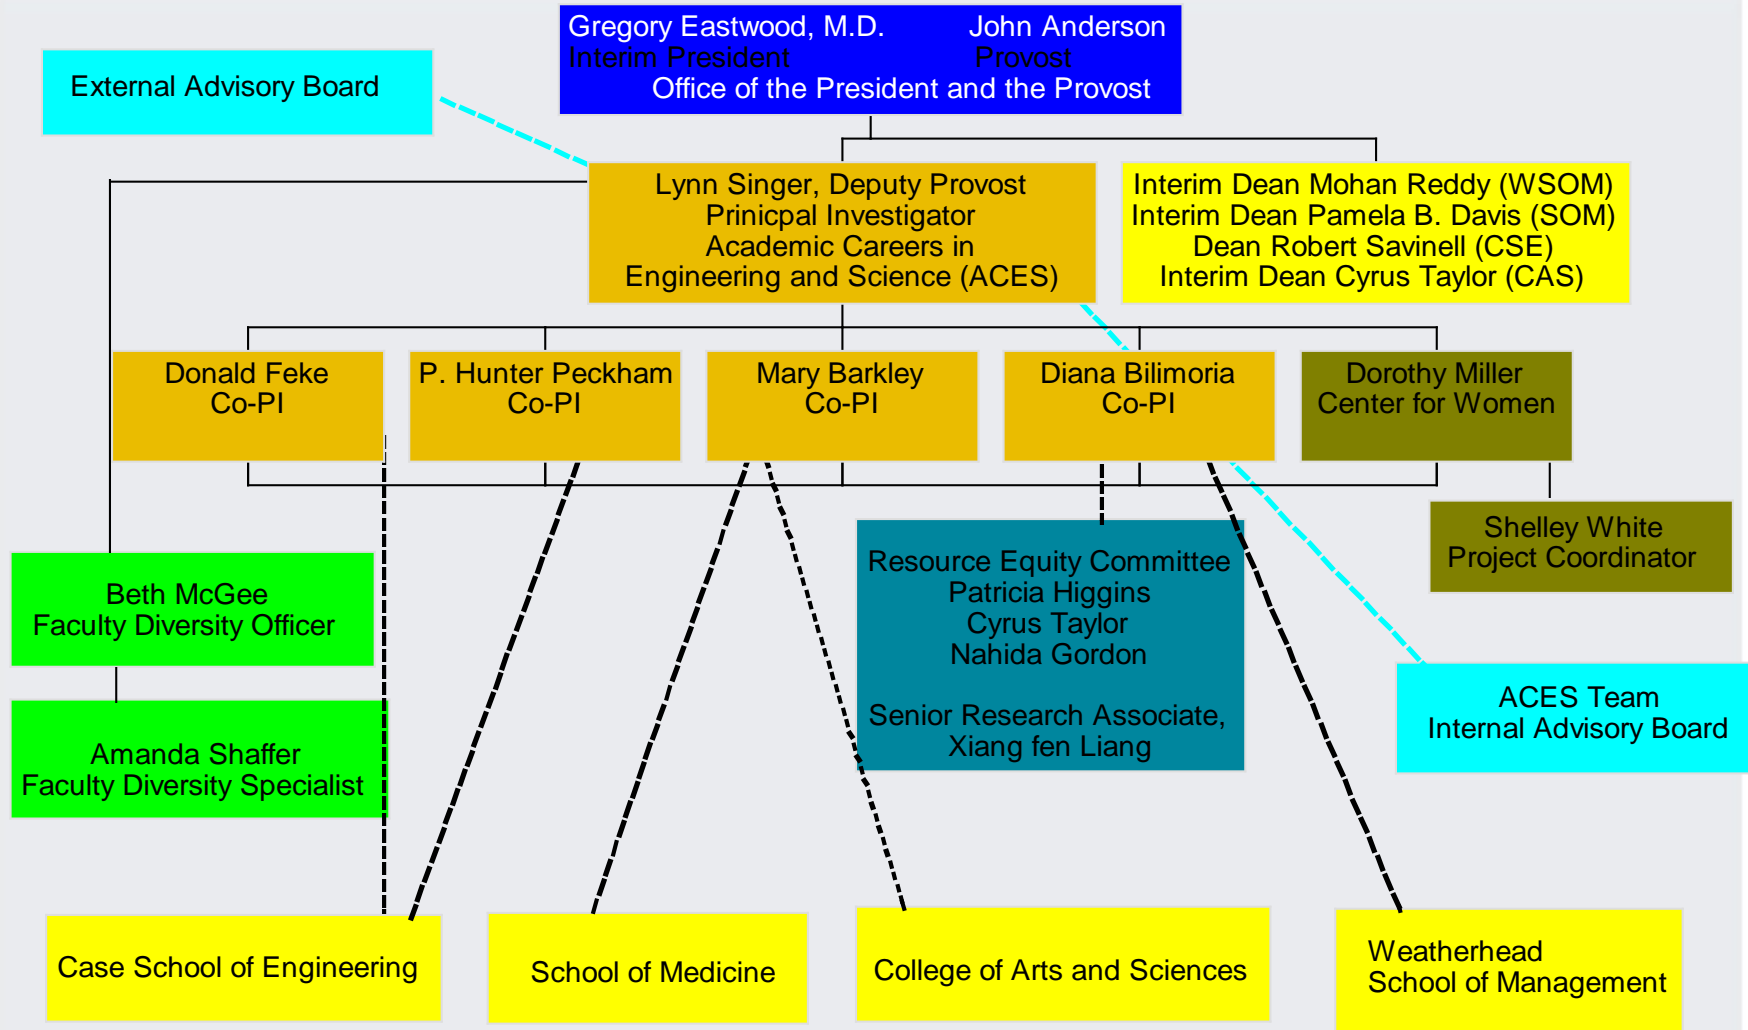 Gregory Eastwood, M.D. John Anderson
Interim President Provost
Office of the President and the Provost
External Advisory Board
Lynn Singer, Deputy Provost
Prinicpal Investigator
Academic Careers in
Engineering and Science (ACES)
Interim Dean Mohan Reddy (WSOM)
Interim Dean Pamela B. Davis (SOM)
Dean Robert Savinell (CSE)
Interim Dean Cyrus Taylor (CAS)
Donald Feke
Co-PI
P. Hunter Peckham
Co-PI
Mary Barkley
Co-PI
Diana Bilimoria
Co-PI
Dorothy Miller
Center for Women
Shelley White
Project Coordinator
Beth McGee
Faculty Diversity Officer
Resource Equity Committee
Patricia Higgins
Cyrus Taylor
Nahida Gordon
Senior Research Associate,
Xiang fen Liang
ACES Team
Internal Advisory Board
Amanda Shaffer
Faculty Diversity Specialist
Case School of Engineering
School of Medicine
College of Arts and Sciences
Weatherhead
School of Management